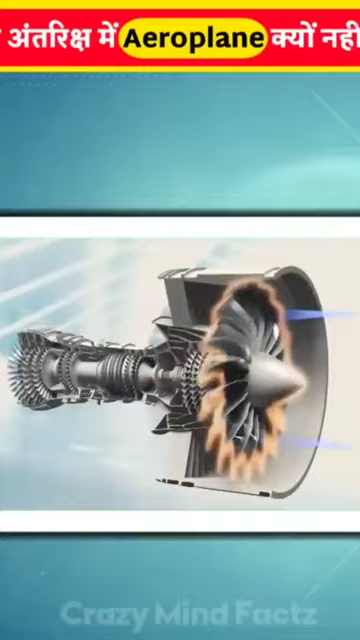 अंतरिक्ष में Aeroplane क्यों नही
Crazy Mind Factz